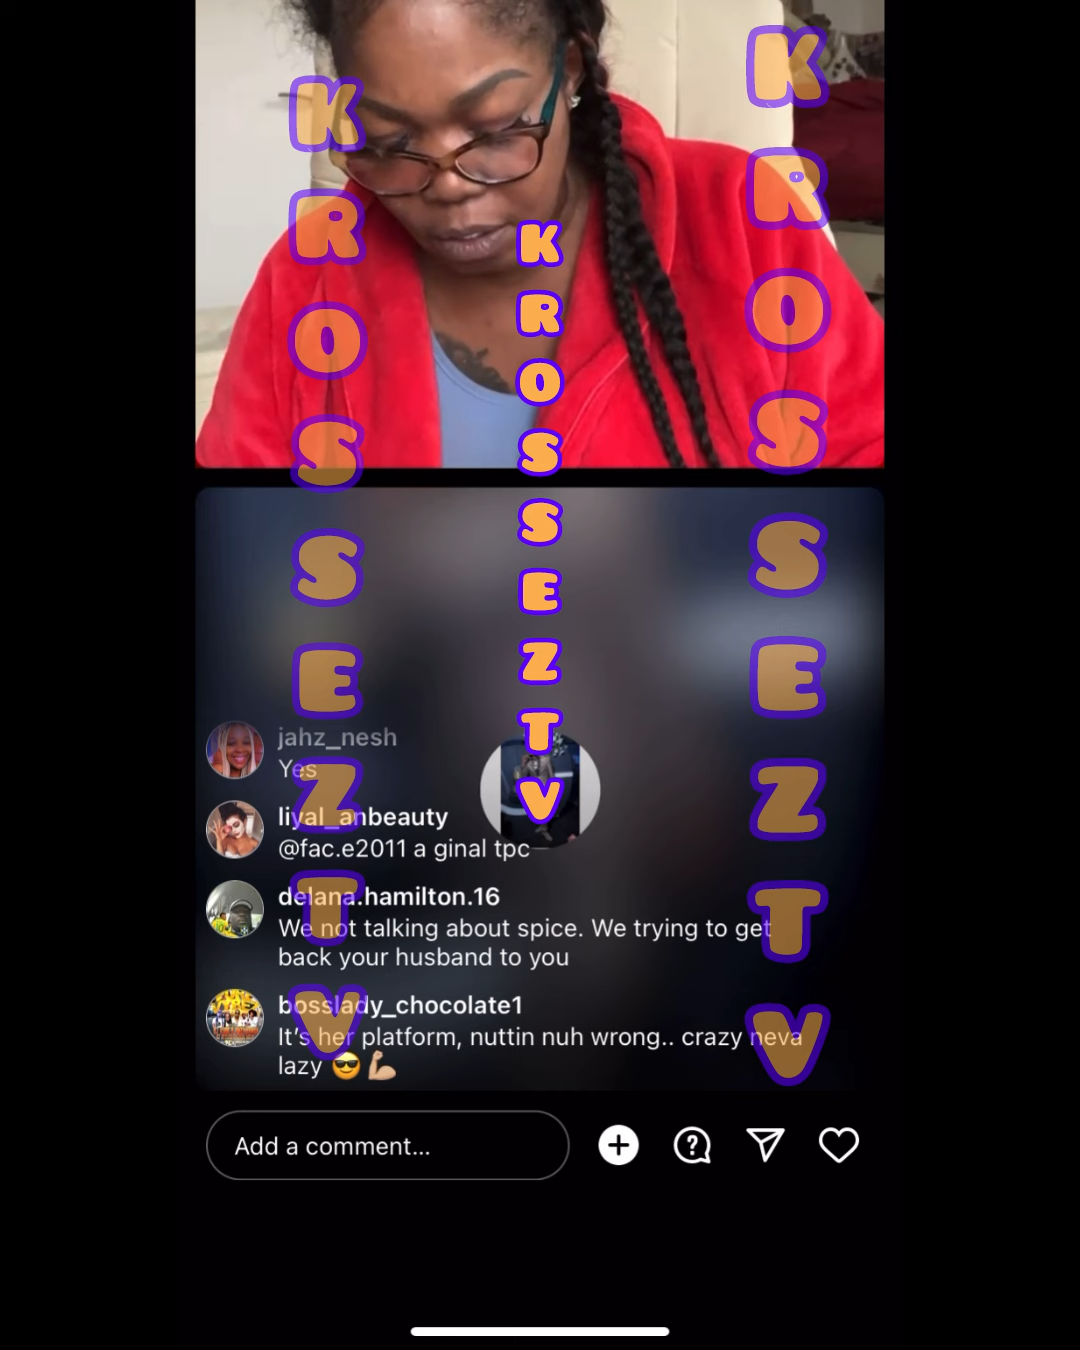 KROSSEZTV
KROSSEZTV
KROSSEZTV
jahz_nesh
Yes
liyal_anbeauty
@fac.e2011 a ginal tpc
delana.hamilton.16
We not talking about spice. We trying to get
back your husband to you
bosslady_chocolate1
It's her platform, nuttin nuh wrong.. crazy neva
lazy 😎💪🏼
Add a comment...